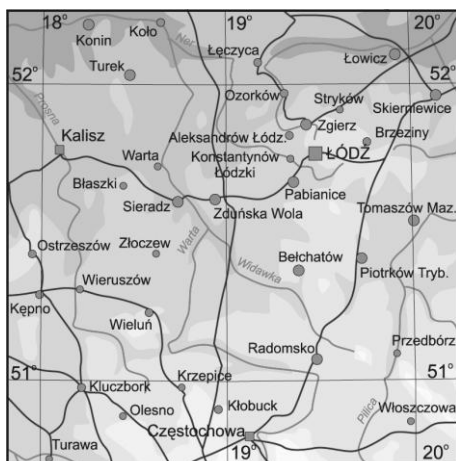 18°
19°
20°
Konin
Koło
Ner
Łęczyca
Łowicz
Turek
52°
52°
Ozorków
Stryków
Skierniewice
Prosna
Zgierz
Aleksandrów Łódz.
Brzeziny
Kalisz
Konstantynów
Łódzki
ŁÓDŹ
Warta
Błaszki
Pabianice
Sieradz
Zduńska Wola
Tomaszów Maz.
Ostrzeszów
Złoczew
Warta
Widawka
Bełchatów
Piotrków Tryb.
Wieruszów
Kępno
Wieluń
Radomsko
Przedbórz
51°
51°
Kluczbork
Krzepice
Olesno
Kłobuck
Pilica
Włoszczowa
Turawa
Częstochowa
18°
19°
20°